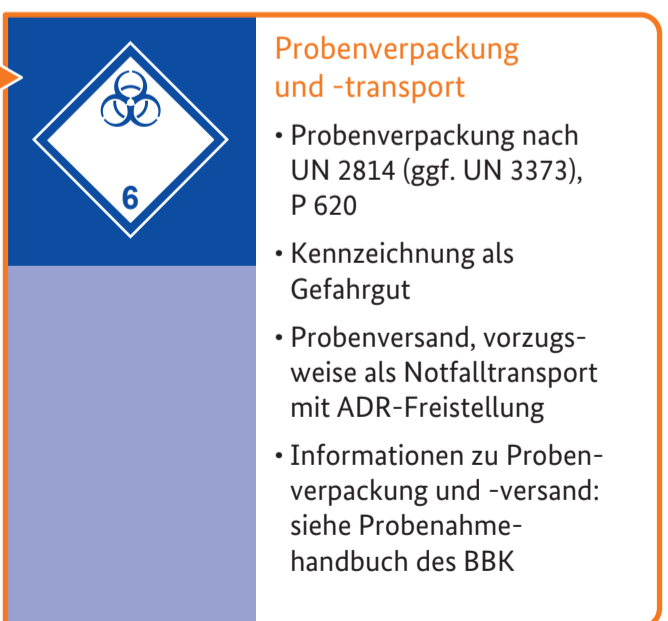 6
Probenverpackung
und -transport
• Probenverpackung nach
UN 2814 (ggf. UN 3373),
P 620
• Kennzeichnung als
Gefahrgut
• Probenversand, vorzugs-
weise als Notfalltransport
mit ADR-Freistellung
• Informationen zu Proben-
verpackung und -versand:
siehe Probenahme-
handbuch des BBK